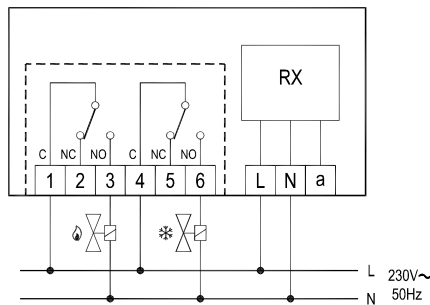 RX
C NC NO C NC NO
1 2 3 4 5 6 L N a
L 230V~
N 50Hz